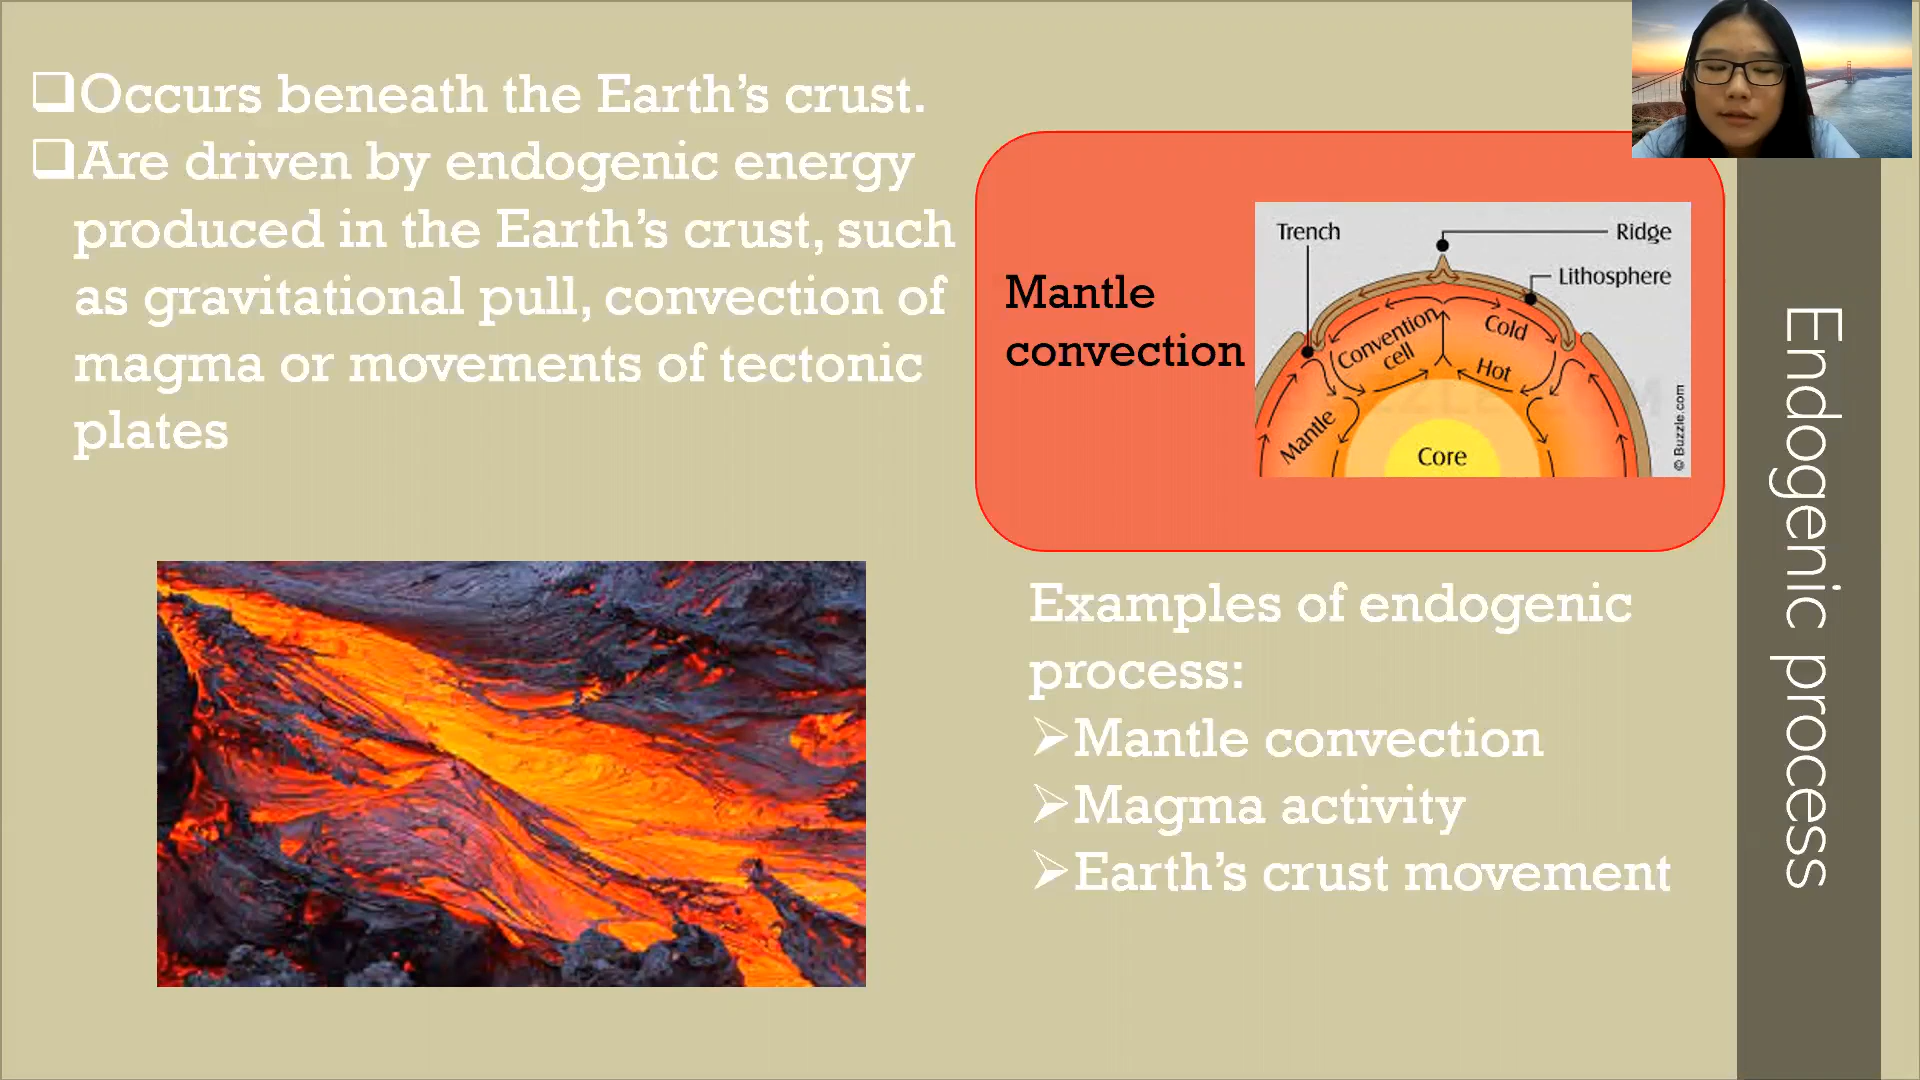 Occurs beneath the Earth's crust.
Are driven by endogenic energy
produced in the Earth's crust, such
as gravitational pull, convection of
magma or movements of tectonic
plates
Mantle
convection
Trench
Ridge
Lithosphere
Convention
cell
Cold
Hot
Mantle
Core
© Buzzle.com
Examples of endogenic
process:
Mantle convection
Magma activity
Earth's crust movement
Endogenic process